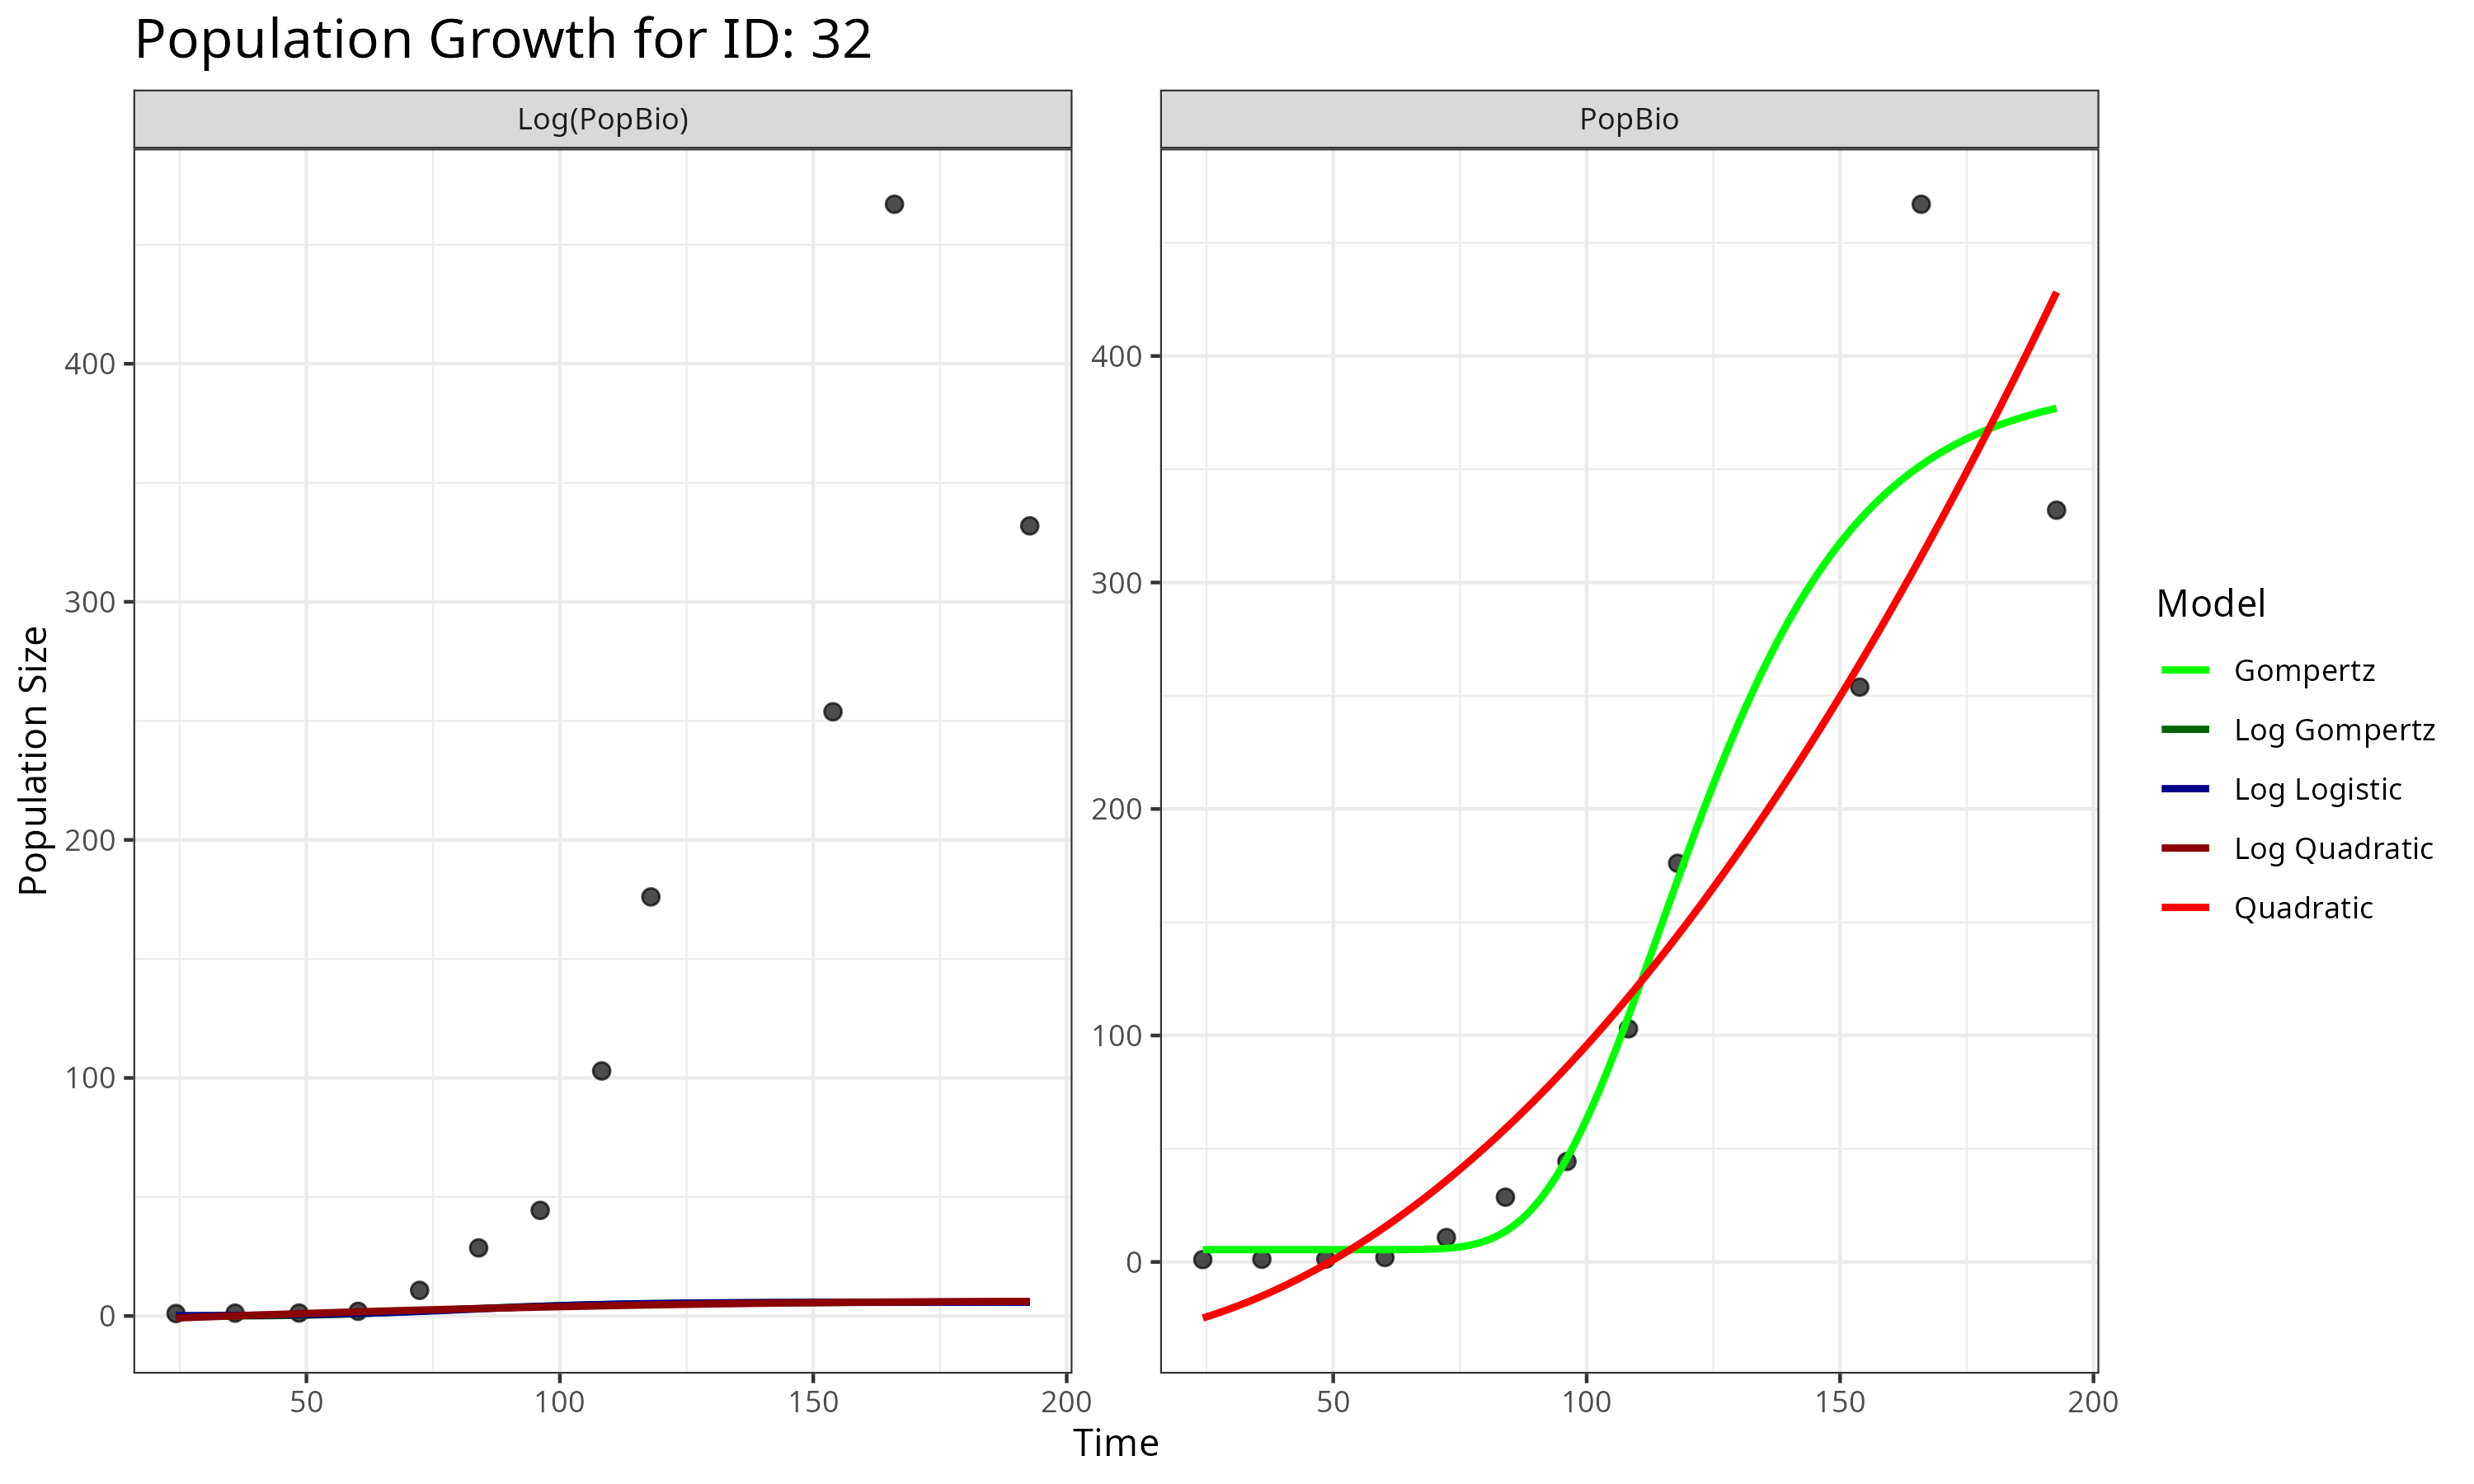 Population Growth for ID: 32
Log(PopBio)
PopBio
Population Size
400
300
200
100
0
400
300
200
100
0
50
100
150
200
50
100
150
200
Time
Model
Gompertz
Log Gompertz
Log Logistic
Log Quadratic
Quadratic